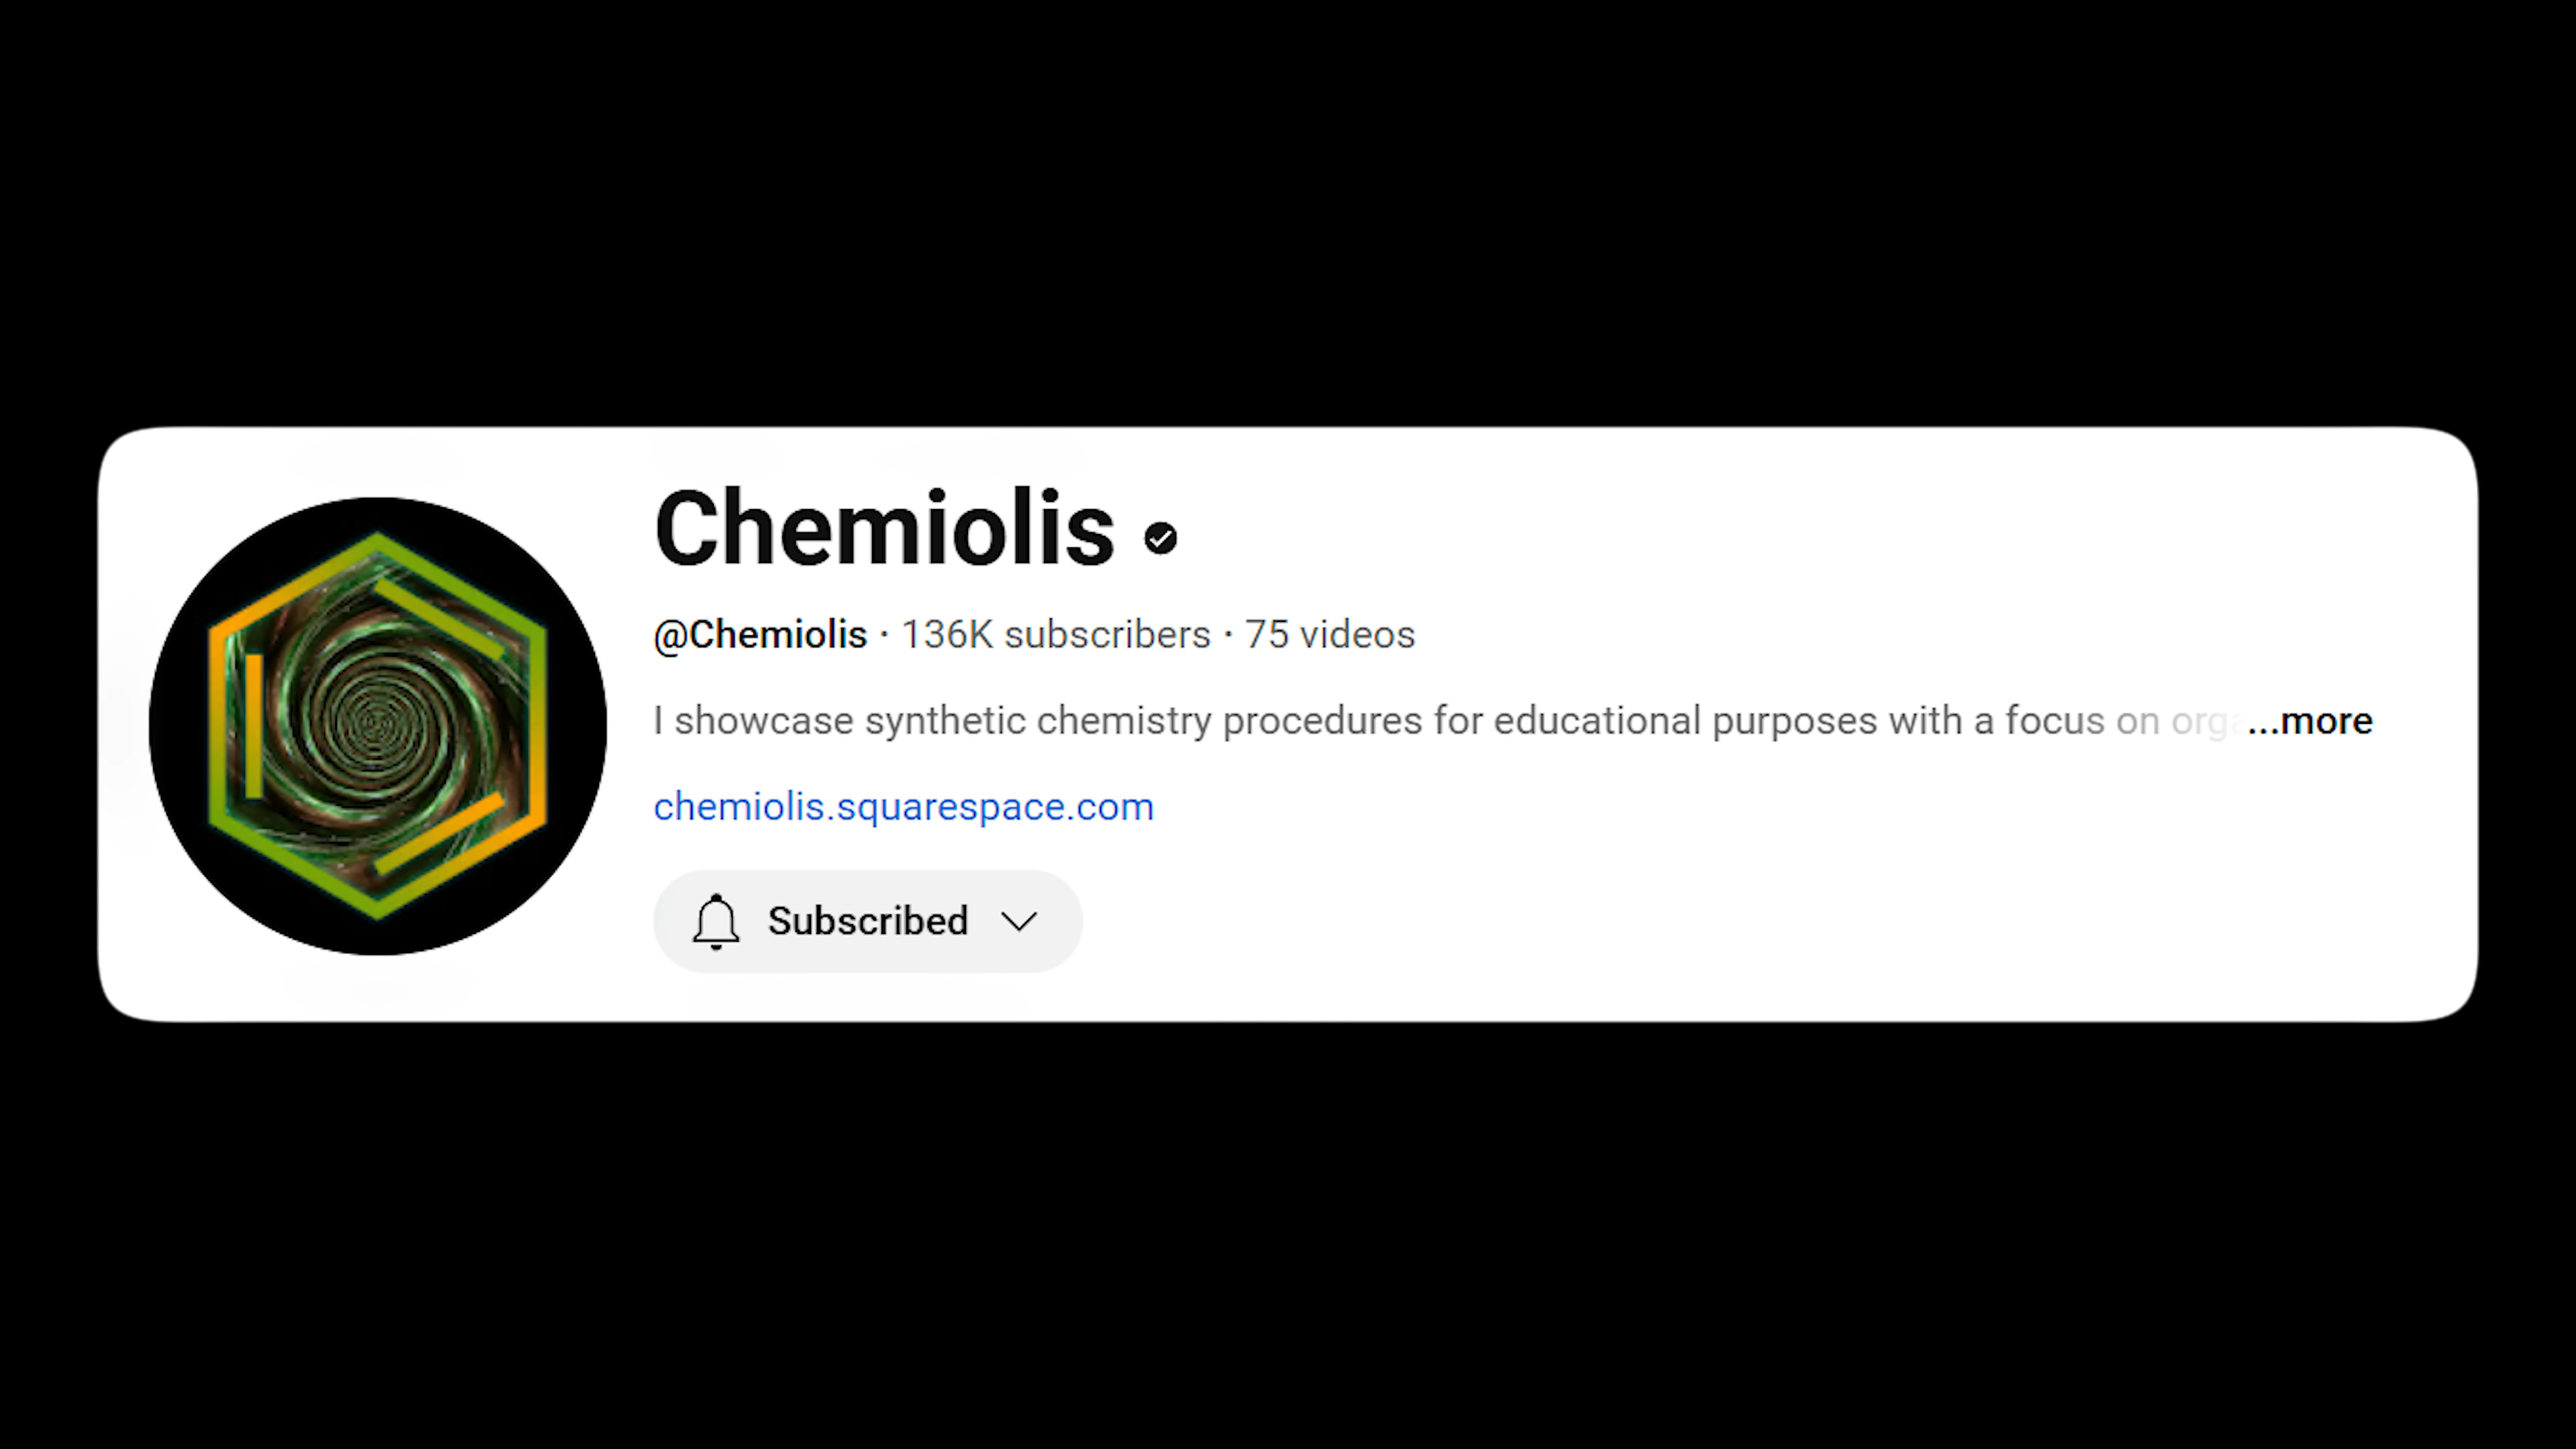 Chemiolis
@Chemiolis · 136K subscribers · 75 videos
I showcase synthetic chemistry procedures for educational purposes with a focus on orga...more
chemiolis.squarespace.com
Subscribed